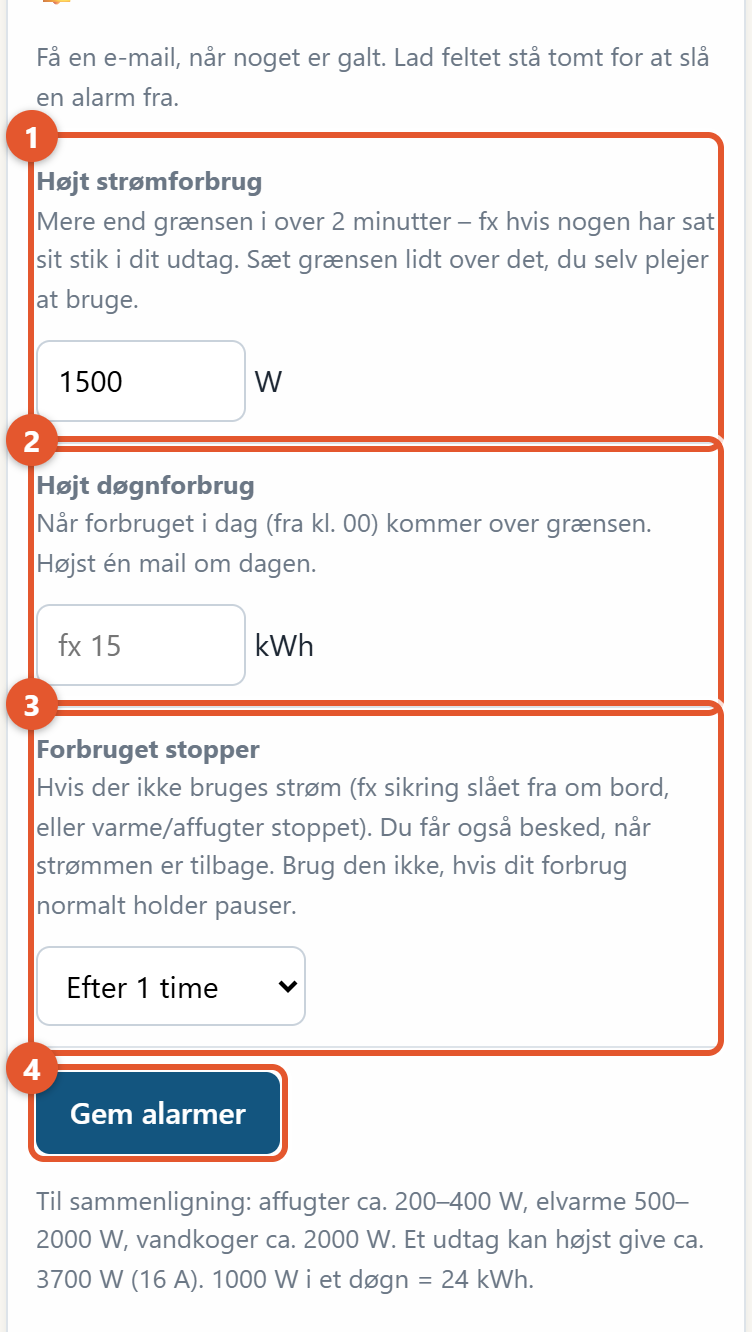 Få en e-mail, når noget er galt. Lad feltet stå tomt for at slå
en alarm fra.
1
Højt strømforbrug
Mere end grænsen i over 2 minutter – fx hvis nogen har sat
sit stik i dit udtag. Sæt grænsen lidt over det, du selv plejer
at bruge.
1500 W
2
Højt døgnforbrug
Når forbruget i dag (fra kl. 00) kommer over grænsen.
Højst én mail om dagen.
fx 15 kWh
3
Forbruget stopper
Hvis der ikke bruges strøm (fx sikring slået fra om bord,
eller varme/affugter stoppet). Du får også besked, når
strømmen er tilbage. Brug den ikke, hvis dit forbrug
normalt holder pauser.
Efter 1 time
4
Gem alarmer
Til sammenligning: affugter ca. 200–400 W, elvarme 500–
2000 W, vandkoger ca. 2000 W. Et udtag kan højst give ca.
3700 W (16 A). 1000 W i et døgn = 24 kWh.